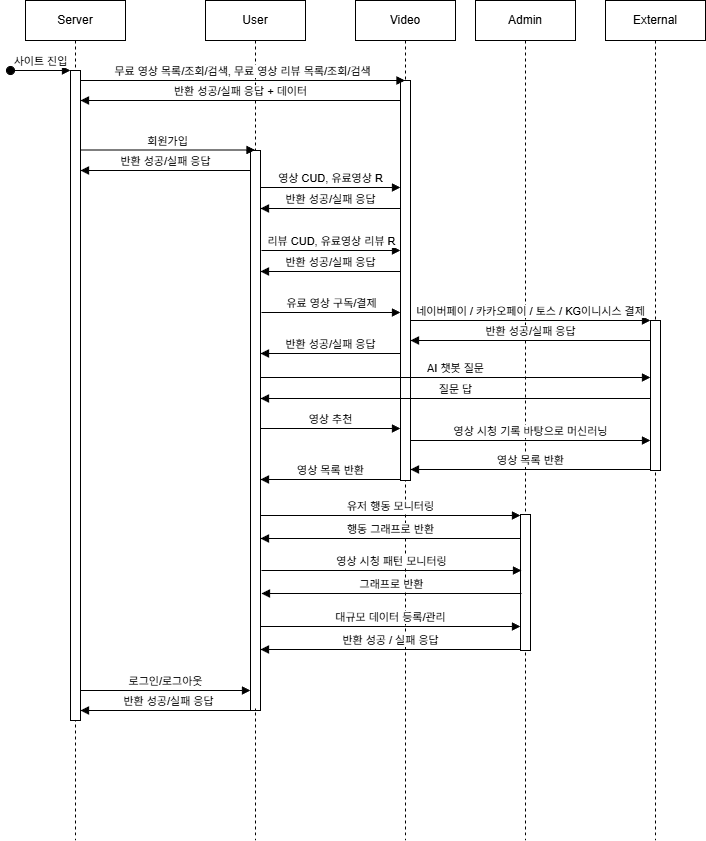 Server
User
Video
Admin
External
사이트 진입
무료 영상 목록/조회/검색, 무료 영상 리뷰 목록/조회/검색
반환 성공/실패 응답 + 데이터
회원가입
반환 성공/실패 응답
영상 CUD, 유료영상 R
반환 성공/실패 응답
리뷰 CUD, 유료영상 리뷰 R
반환 성공/실패 응답
유료 영상 구독/결제
네이버페이 / 카카오페이 / 토스 / KG이니시스 결제
반환 성공/실패 응답
반환 성공/실패 응답
AI 챗봇 질문
질문 답
영상 추천
영상 시청 기록 바탕으로 머신러닝
영상 목록 반환
영상 목록 반환
유저 행동 모니터링
행동 그래프로 반환
영상 시청 패턴 모니터링
그래프로 반환
대규모 데이터 등록/관리
반환 성공 / 실패 응답
로그인/로그아웃
반환 성공/실패 응답